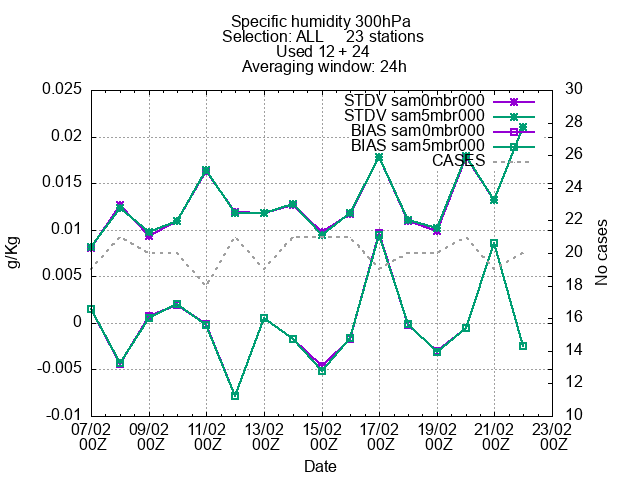 Specific humidity 300hPa
Selection: ALL 23 stations
Used 12 + 24
Averaging window: 24h
0.025
0.02
0.015
0.01
0.005
0
-0.005
-0.01
g/Kg
30
28
26
24
22
20
18
16
14
12
10
No cases
STDV sam0mbr000
STDV sam5mbr000
BIAS sam0mbr000
BIAS sam5mbr000
CASES
07/02 09/02 11/02 13/02 15/02 17/02 19/02 21/02 23/02
00Z 00Z 00Z 00Z 00Z 00Z 00Z 00Z 00Z
Date